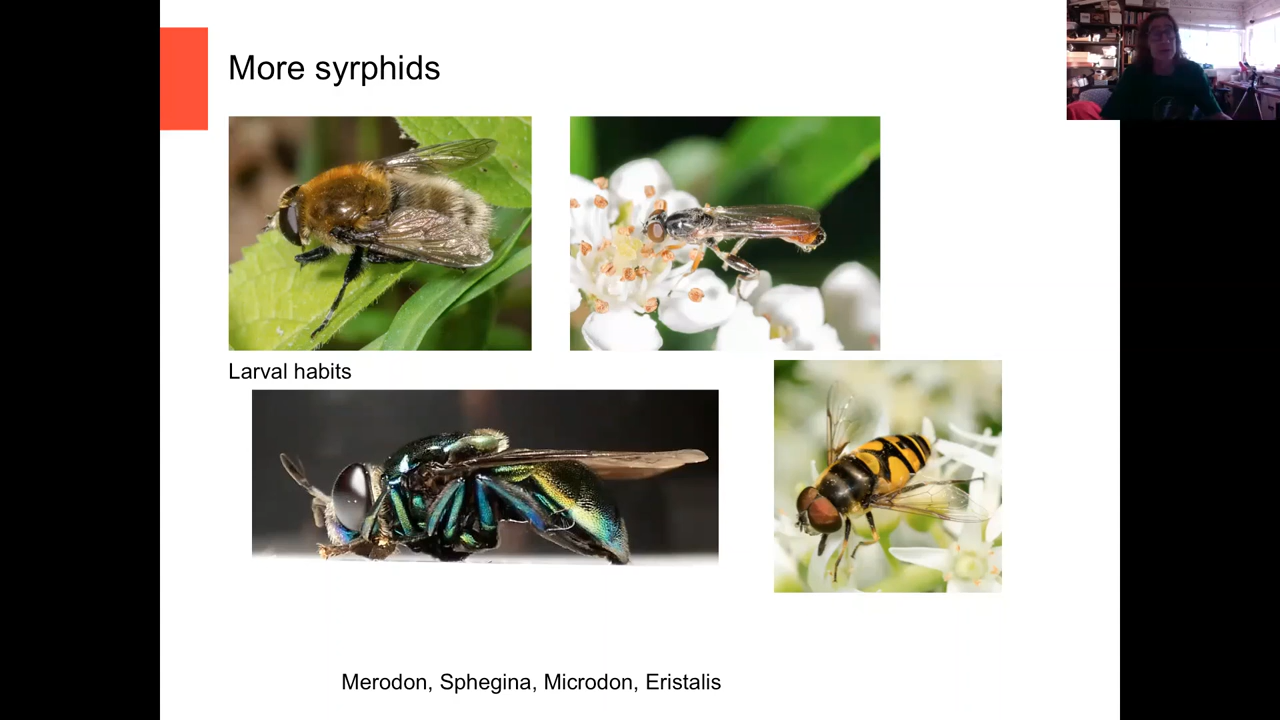 More syrphids
Larval habits
Merodon, Sphegina, Microdon, Eristalis